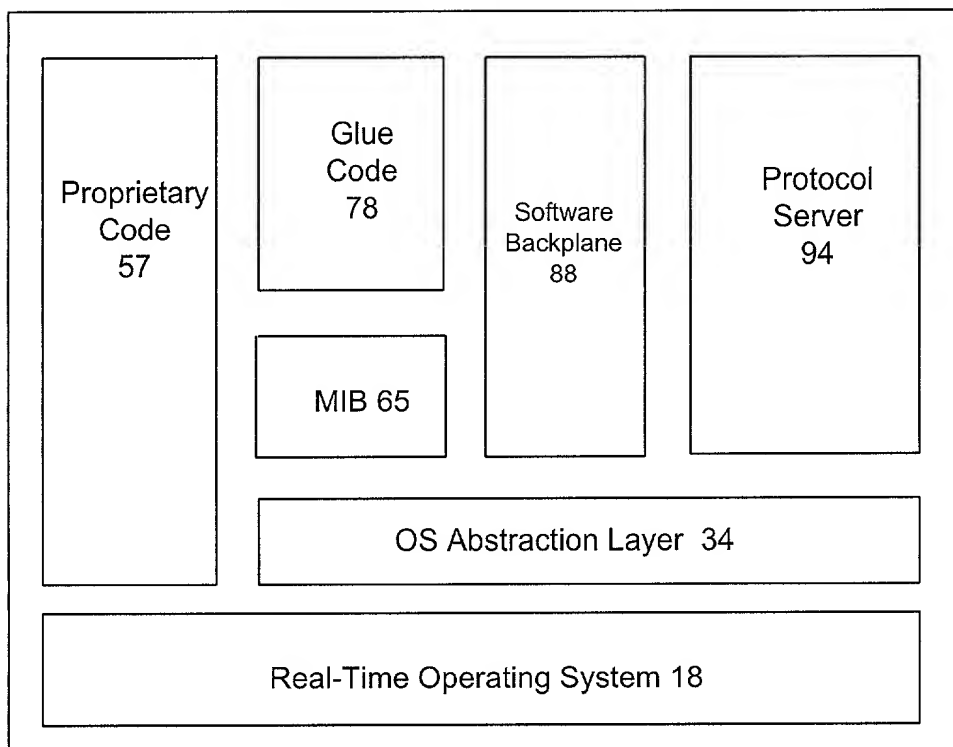 Proprietary
Code
57
Glue
Code
78
Software
Backplane
88
Protocol
Server
94
MIB 65
OS Abstraction Layer 34
Real-Time Operating System 18